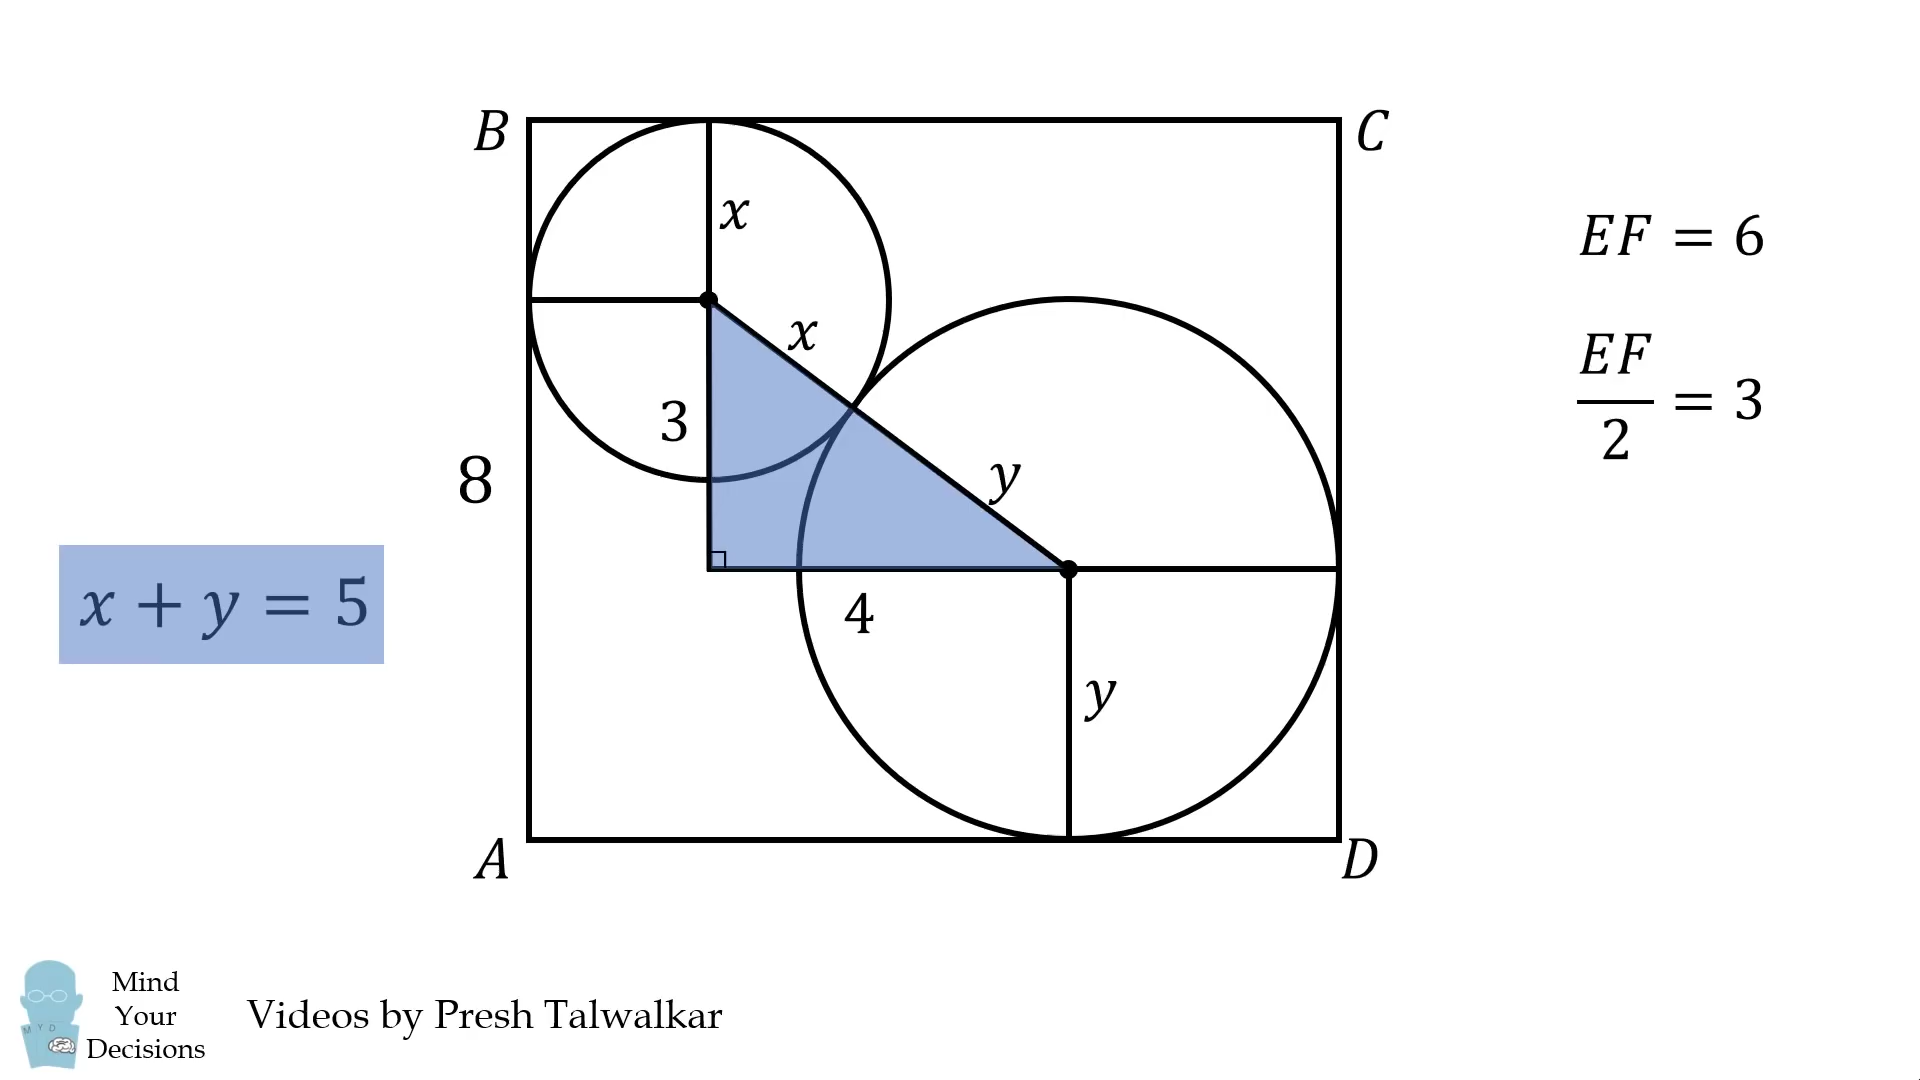 B
C
x
EF = 6
x
EF/2 = 3
3
y
8
x + y = 5
4
y
A
D
Mind
Your
Decisions
M Y D
Videos by Presh Talwalkar